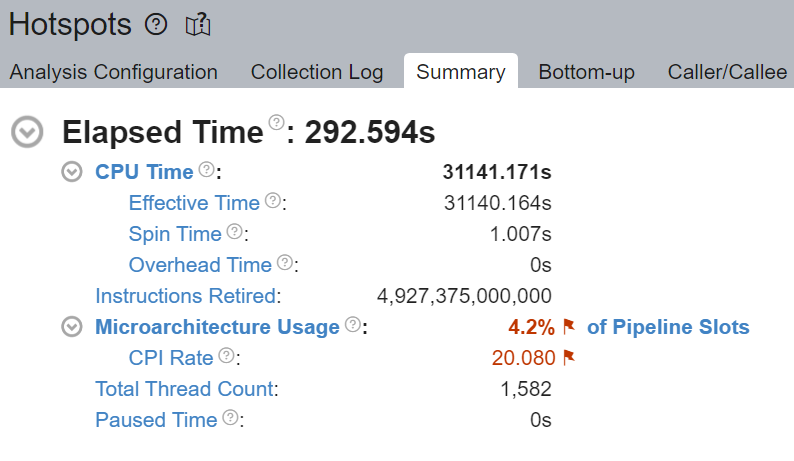 Hotspots
Analysis Configuration Collection Log Summary Bottom-up Caller/Callee
Elapsed Time : 292.594s
CPU Time : 31141.171s
Effective Time : 31140.164s
Spin Time : 1.007s
Overhead Time : 0s
Instructions Retired: 4,927,375,000,000
Microarchitecture Usage : 4.2% of Pipeline Slots
CPI Rate : 20.080
Total Thread Count: 1,582
Paused Time : 0s